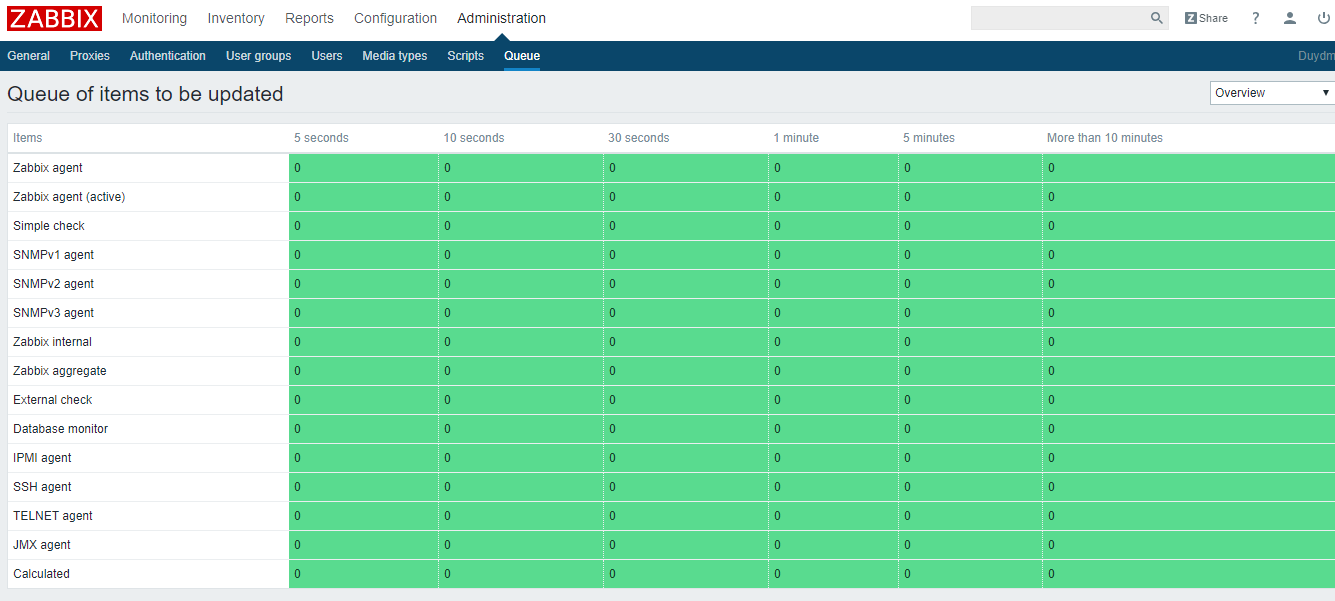 ZABBIX Monitoring Inventory Reports Configuration Administration Z Share ?
General Proxies Authentication User groups Users Media types Scripts Queue Duydm
Queue of items to be updated Overview
Items 5 seconds 10 seconds 30 seconds 1 minute 5 minutes More than 10 minutes
Zabbix agent 0 0 0 0 0 0
Zabbix agent (active) 0 0 0 0 0 0
Simple check 0 0 0 0 0 0
SNMPv1 agent 0 0 0 0 0 0
SNMPv2 agent 0 0 0 0 0 0
SNMPv3 agent 0 0 0 0 0 0
Zabbix internal 0 0 0 0 0 0
Zabbix aggregate 0 0 0 0 0 0
External check 0 0 0 0 0 0
Database monitor 0 0 0 0 0 0
IPMI agent 0 0 0 0 0 0
SSH agent 0 0 0 0 0 0
TELNET agent 0 0 0 0 0 0
JMX agent 0 0 0 0 0 0
Calculated 0 0 0 0 0 0